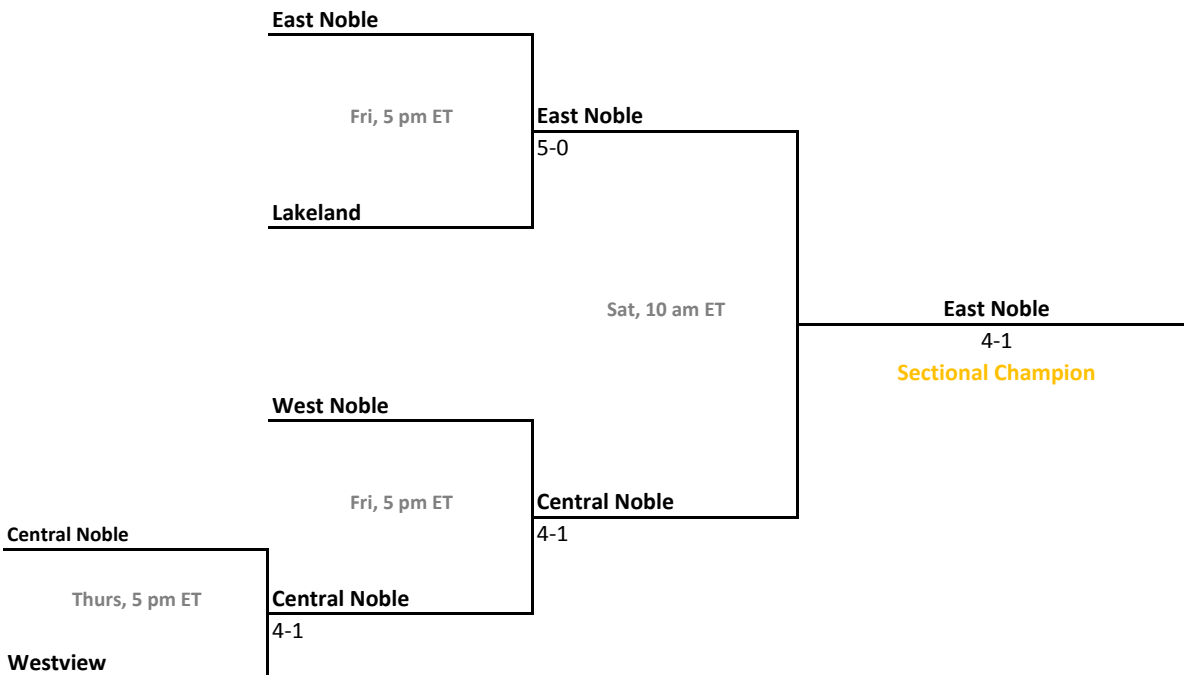 East Noble
Fri, 5 pm ET
East Noble
5-0
Lakeland
Sat, 10 am ET
East Noble
4-1
Sectional Champion
West Noble
Fri, 5 pm ET
Central Noble
4-1
Central Noble
Thurs, 5 pm ET
Central Noble
4-1
Westview